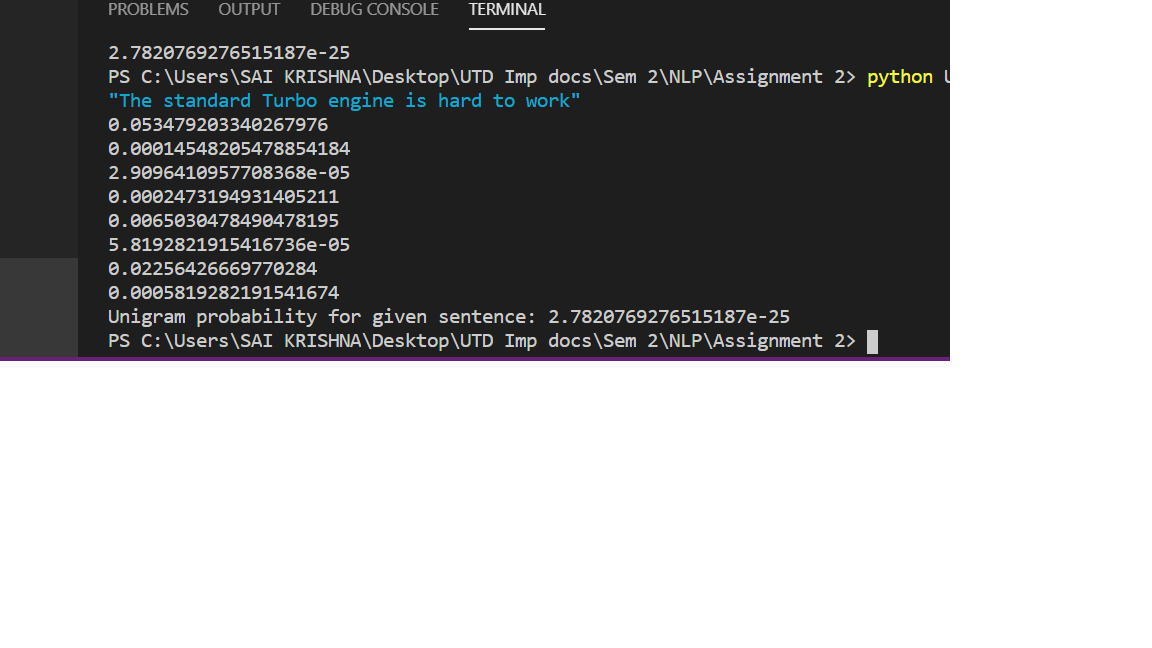 PROBLEMS OUTPUT DEBUG CONSOLE TERMINAL
2.7820769276515187e-25
PS C:\Users\SAI KRISHNA\Desktop\UTD Imp docs\Sem 2\NLP\Assignment 2> python
"The standard Turbo engine is hard to work"
0.053479203340267976
0.00014548205478854184
2.9096410957708368e-05
0.0002473194931405211
0.0065030478490478195
5.8192821915416736e-05
0.02256426669770284
0.0005819282191541674
Unigram probability for given sentence: 2.7820769276515187e-25
PS C:\Users\SAI KRISHNA\Desktop\UTD Imp docs\Sem 2\NLP\Assignment 2>